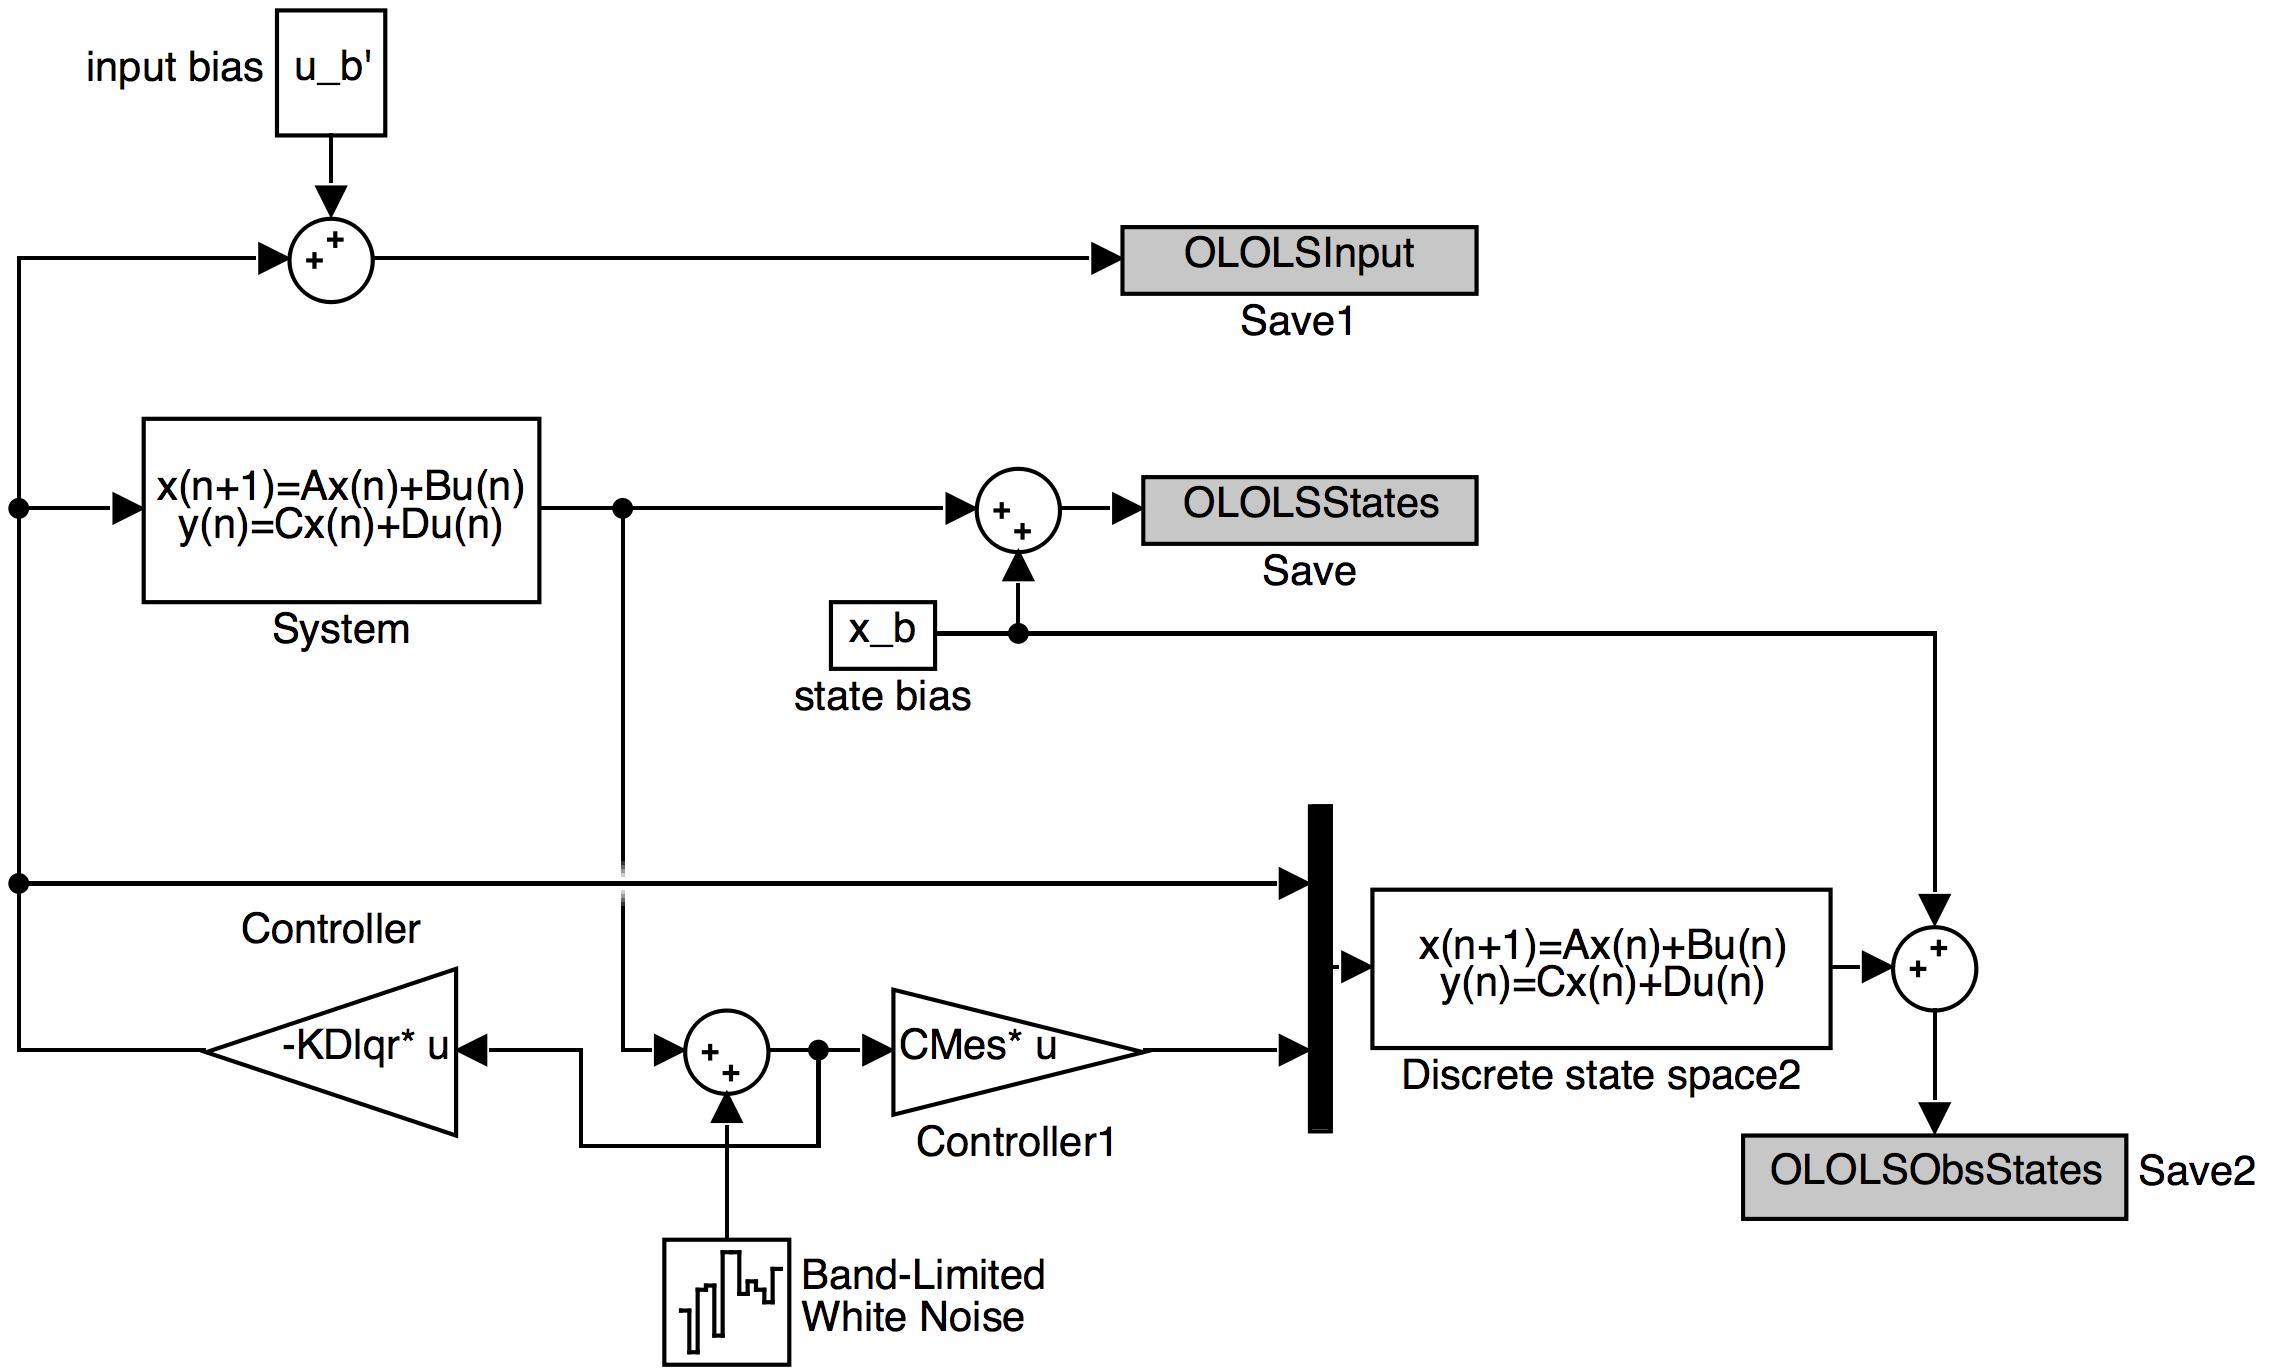 input bias
u_b'
+
+
OLOLSInput
Save1
x(n+1)=Ax(n)+Bu(n)
y(n)=Cx(n)+Du(n)
System
+
+
OLOLSStates
Save
x_b
state bias
Controller
-KDlqr* u
+
+
CMes* u
Controller1
x(n+1)=Ax(n)+Bu(n)
y(n)=Cx(n)+Du(n)
Discrete state space2
+
+
OLOLSObsStates
Save2
Band-Limited
White Noise